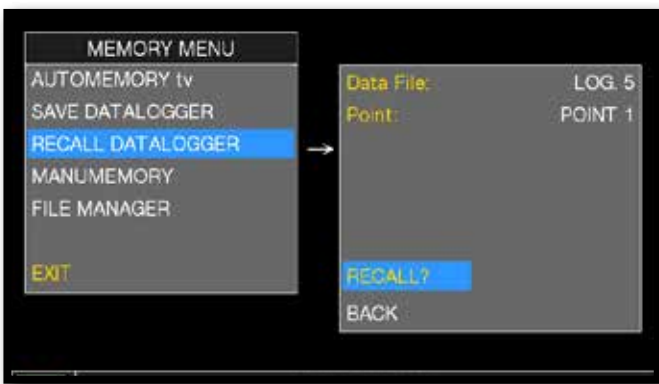 MEMORY MENU
AUTOMEMORY tv
SAVE DATALOGGER
RECALL DATALOGGER
MANUMEMORY
FILE MANAGER
EXIT
Data File: LOG. 5
Point: POINT 1
RECALL?
BACK